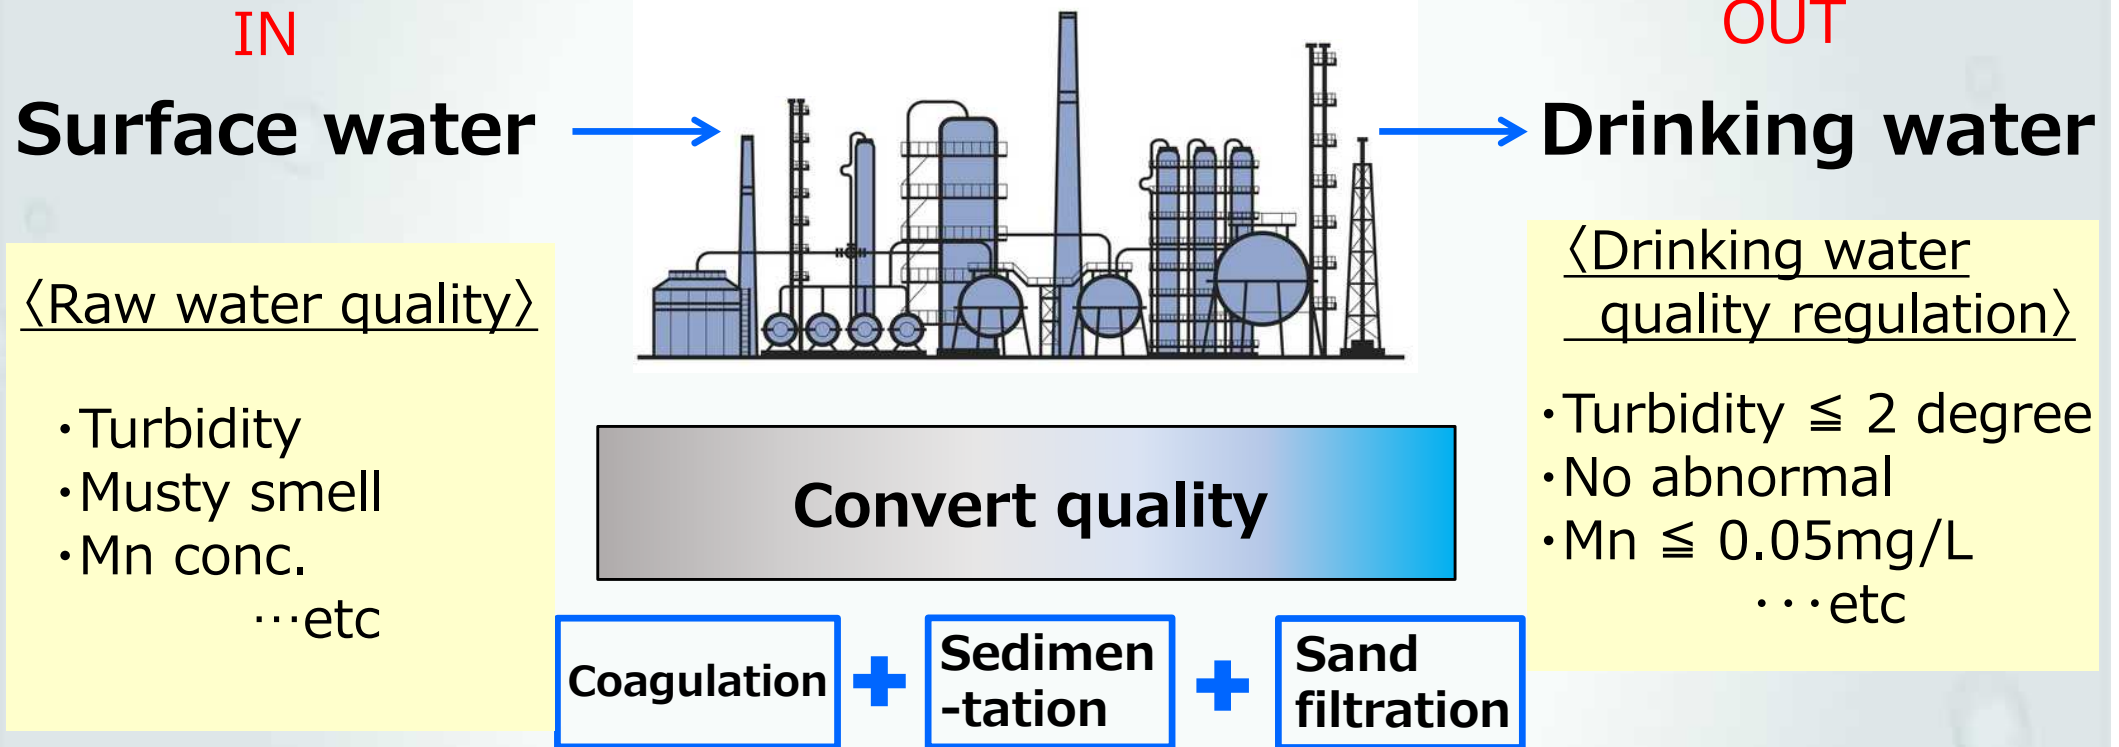 IN
Surface water
〈Raw water quality〉
・Turbidity
・Musty smell
・Mn conc.
…etc
Convert quality
Coagulation
+
Sedimen
-tation
+
Sand
filtration
OUT
Drinking water
〈Drinking water
quality regulation〉
・Turbidity ≦ 2 degree
・No abnormal
・Mn ≦ 0.05mg/L
・・・etc